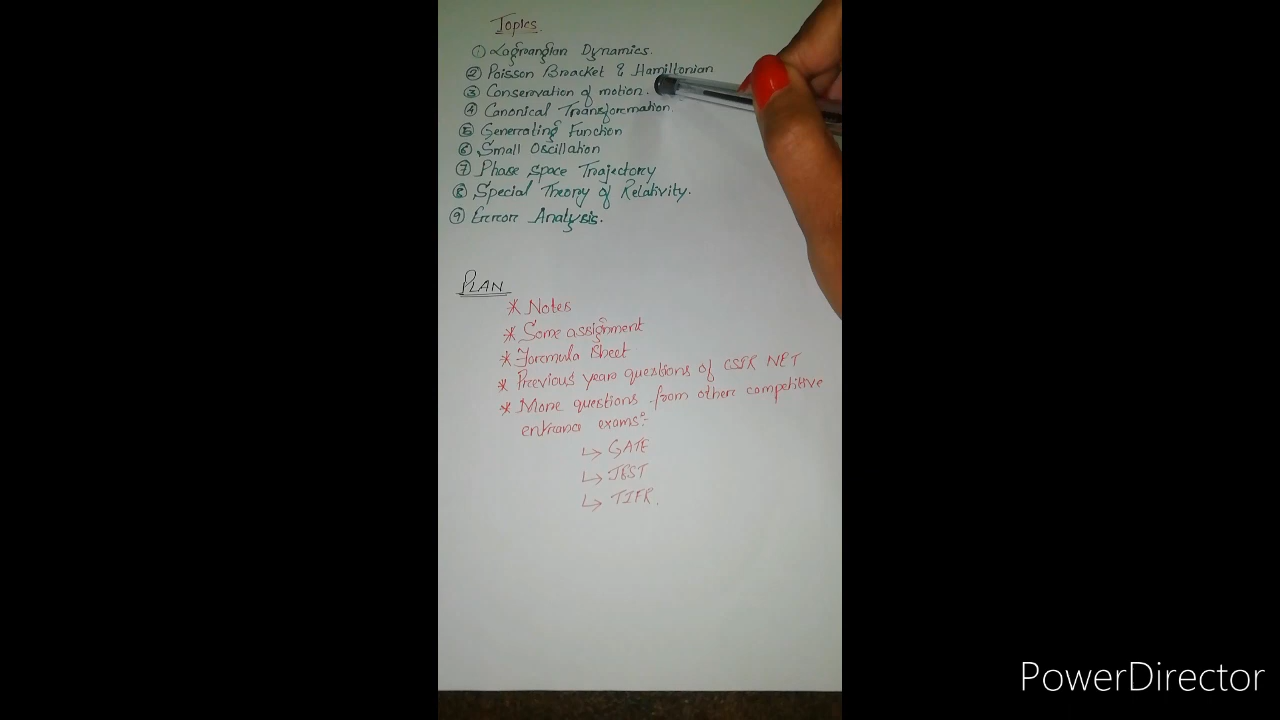 Topics
① Lagrangian Dynamics.
② Poisson Bracket & Hamiltonian
③ Conservation of motion.
④ Canonical Transformation.
⑤ Generating Function
⑥ Small Oscillation
⑦ Phase space Trajectory
⑧ Special Theory of Relativity.
⑨ Error Analysis.
PLAN
* Notes
* Some assignment
* Formula sheet
* Previous years questions of CSIR NET
* More questions from other competitive
entrance exams:-
↳ GATE
↳ JEST
↳ TIFR.
PowerDirector